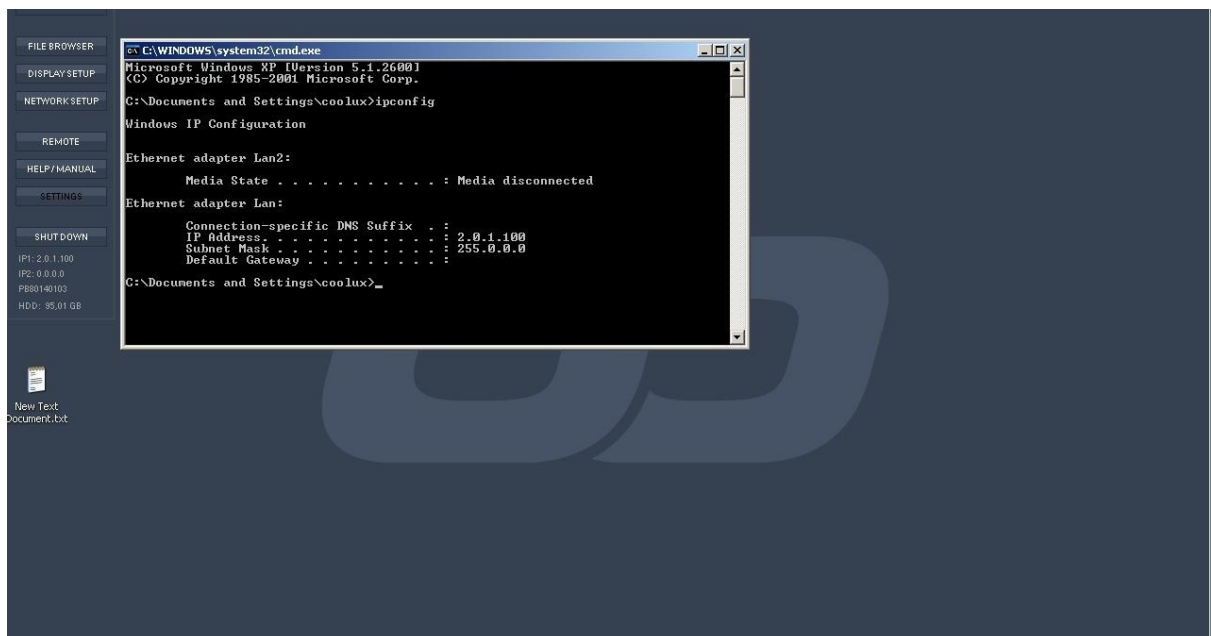 FILE BROWSER
DISPLAY SETUP
NETWORK SETUP
REMOTE
HELP / MANUAL
SETTINGS
SHUT DOWN
IP1: 2.0.1.100
IP2: 0.0.0.0
PB80140103
HDD: 95,01 GB
New Text
Document.txt
C:\WINDOWS\system32\cmd.exe
Microsoft Windows XP [Version 5.1.2600]
(C) Copyright 1985-2001 Microsoft Corp.
C:\Documents and Settings\coolux>ipconfig
Windows IP Configuration
Ethernet adapter Lan2:
Media State . . . . . . . . . . . : Media disconnected
Ethernet adapter Lan:
Connection-specific DNS Suffix  . :
IP Address. . . . . . . . . . . . : 2.0.1.100
Subnet Mask . . . . . . . . . . . : 255.0.0.0
Default Gateway . . . . . . . . . :
C:\Documents and Settings\coolux>_